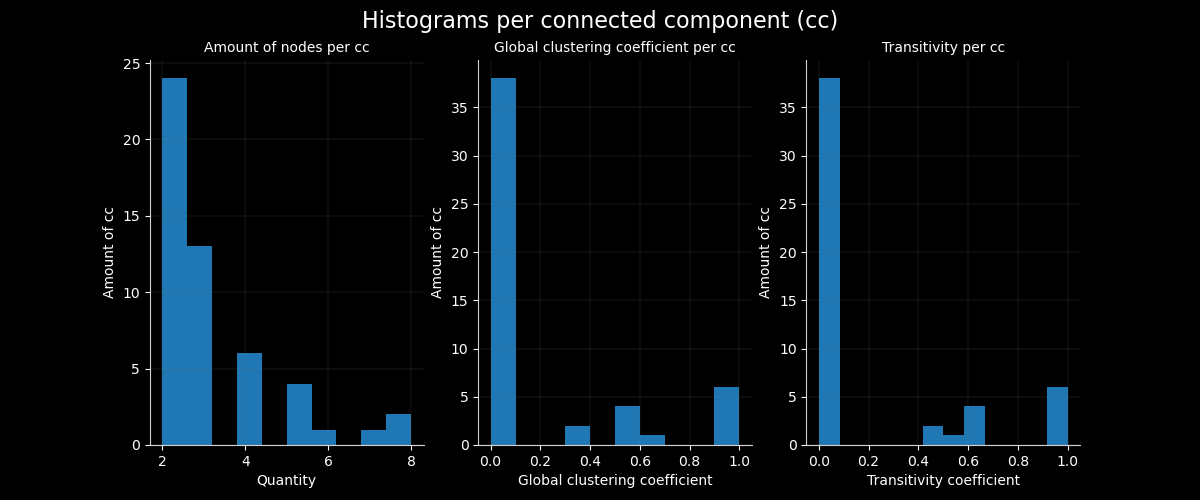 Histograms per connected component (cc)
Amount of nodes per cc
Global clustering coefficient per cc
Transitivity per cc
25
20
15
10
5
0
Amount of cc
2 4 6 8
Quantity
35
30
25
20
15
10
5
0
Amount of cc
0.0 0.2 0.4 0.6 0.8 1.0
Global clustering coefficient
35
30
25
20
15
10
5
0
Amount of cc
0.0 0.2 0.4 0.6 0.8 1.0
Transitivity coefficient